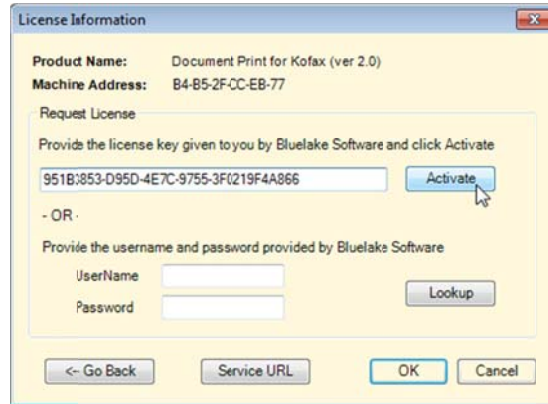 License Information
Product Name: Document Print for Kofax (ver 2.0)
Machine Address: B4-B5-2F-CC-EB-77
Request License
Provide the license key given to you by Bluelake Software and click Activate
951B3853-D95D-4E7C-9755-3F0219F4A866 Activate
- OR -
Provide the username and password provided by Bluelake Software
UserName
Password
Lookup
<- Go Back Service URL OK Cancel